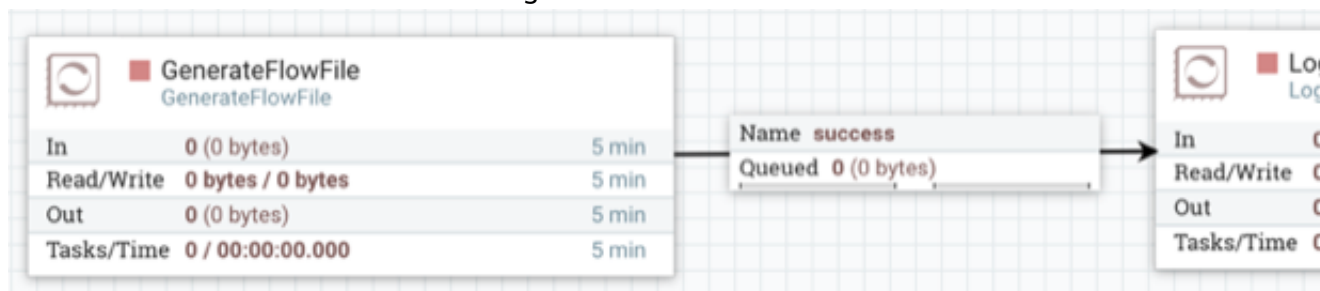 GenerateFlowFile
GenerateFlowFile
In 0 (0 bytes) 5 min
Read/Write 0 bytes / 0 bytes 5 min
Out 0 (0 bytes) 5 min
Tasks/Time 0 / 00:00:00.000 5 min
Name success
Queued 0 (0 bytes)
In
Read/Write
Out
Tasks/Time